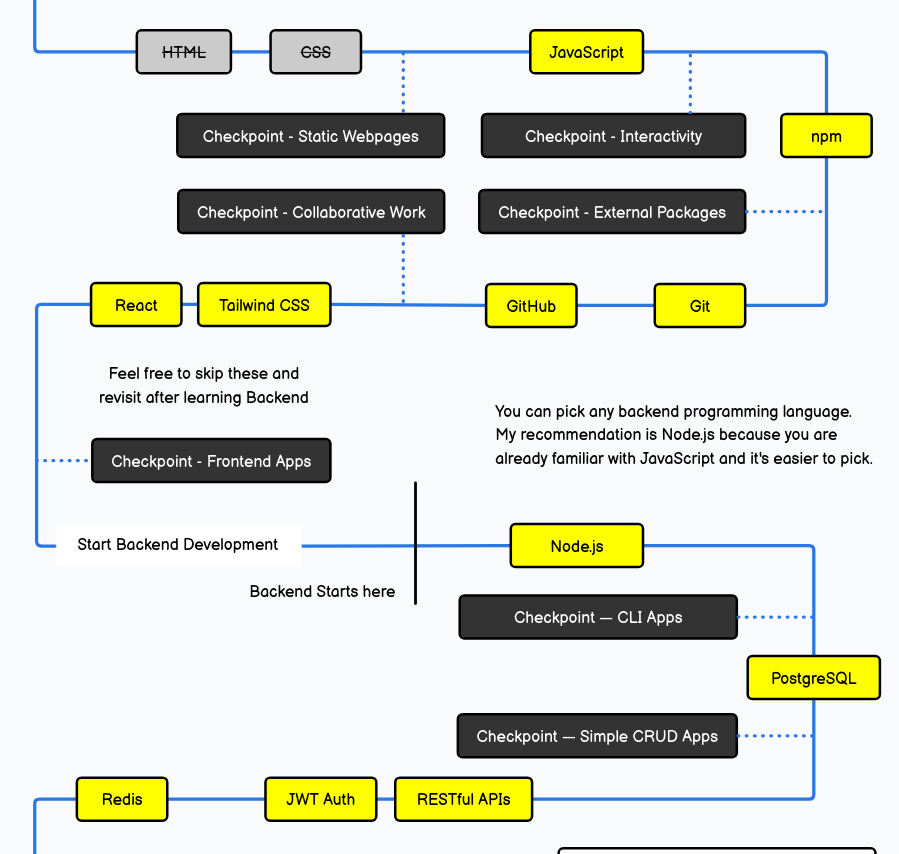 HTML
CSS
JavaScript
Checkpoint - Static Webpages
Checkpoint - Interactivity
npm
Checkpoint - Collaborative Work
Checkpoint - External Packages
React
Tailwind CSS
GitHub
Git
Feel free to skip these and
revisit after learning Backend
You can pick any backend programming language.
My recommendation is Node.js because you are
already familiar with JavaScript and it's easier to pick.
Checkpoint - Frontend Apps
Start Backend Development
Node.js
Backend Starts here
Checkpoint — CLI Apps
PostgreSQL
Checkpoint — Simple CRUD Apps
Redis
JWT Auth
RESTful APIs